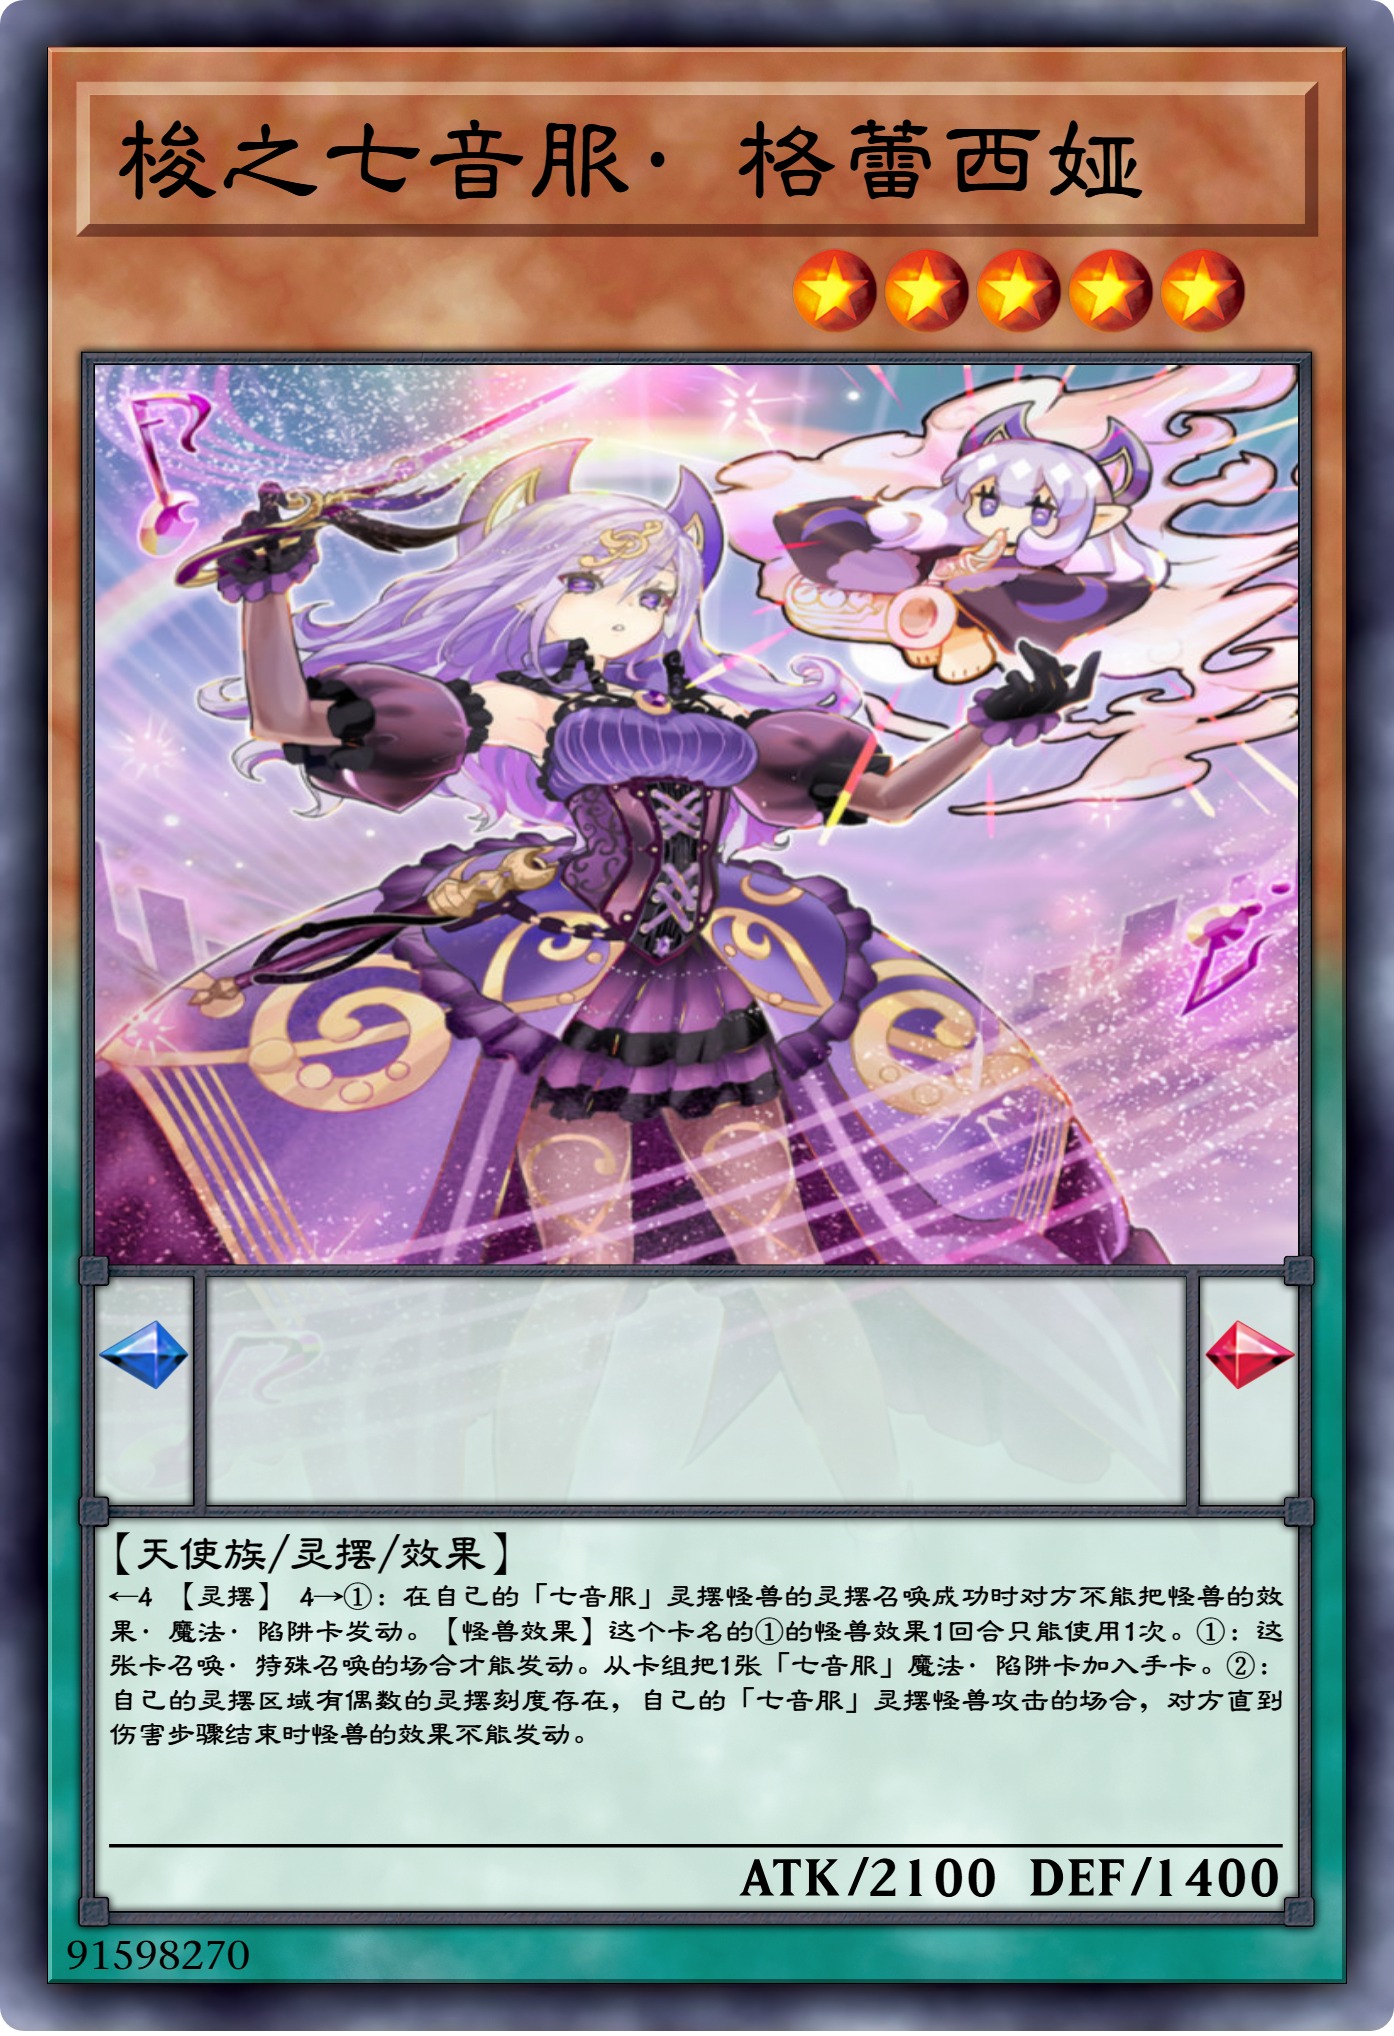 梭之七音服·格蕾西娅
【天使族/灵摆/效果】
←4 【灵摆】 4→①：在自己的「七音服」灵摆怪兽的灵摆召唤成功时对方不能把怪兽的效
果·魔法·陷阱卡发动。【怪兽效果】这个卡名的①的怪兽效果1回合只能使用1次。①：这
张卡召唤·特殊召唤的场合才能发动。从卡组把1张「七音服」魔法·陷阱卡加入手卡。②：
自己的灵摆区域有偶数的灵摆刻度存在，自己的「七音服」灵摆怪兽攻击的场合，对方直到
伤害步骤结束时怪兽的效果不能发动。
ATK/2100 DEF/1400
91598270